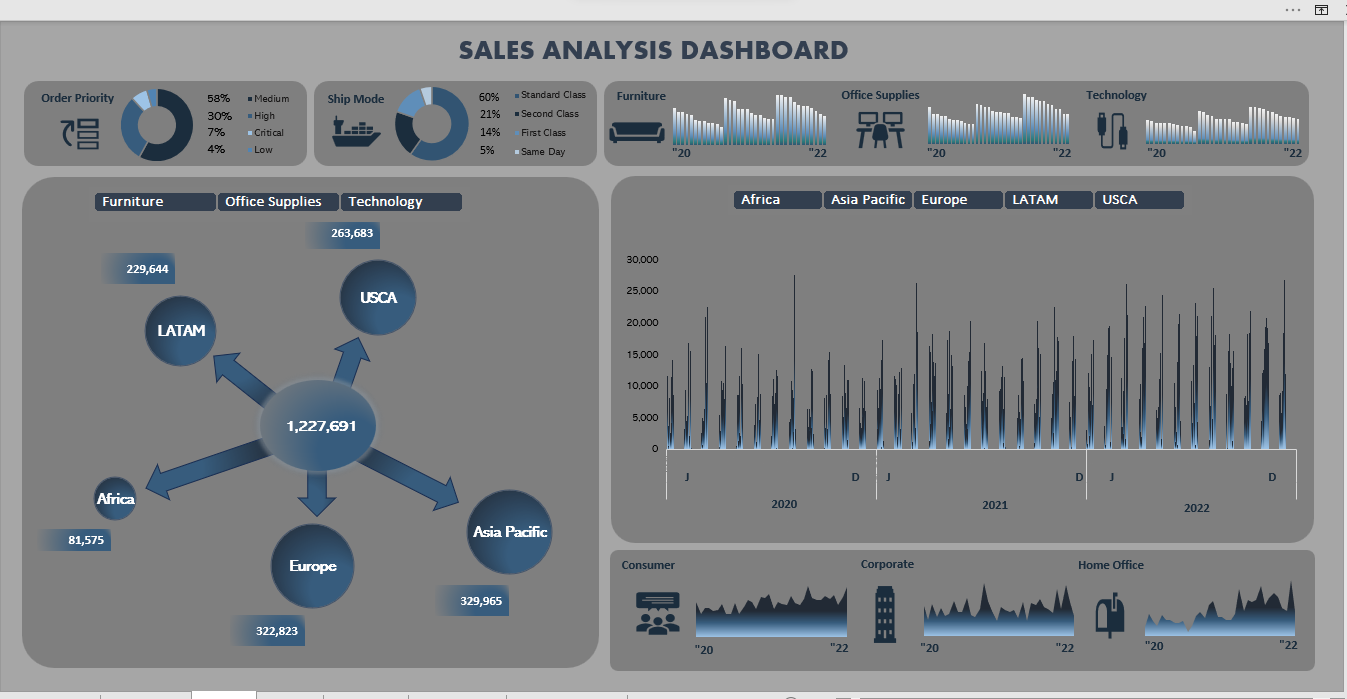 SALES ANALYSIS DASHBOARD
Order Priority
58% Medium
30% High
7% Critical
4% Low
Ship Mode
60% Standard Class
21% Second Class
14% First Class
5% Same Day
Furniture
"20 "22
Office Supplies
"20 "22
Technology
"20 "22
Furniture Office Supplies Technology
263,683
229,644
USCA
LATAM
1,227,691
Africa
81,575
Asia Pacific
329,965
Europe
322,823
Africa Asia Pacific Europe LATAM USCA
30,000
25,000
20,000
15,000
10,000
5,000
0
J D J D J D
2020 2021 2022
Consumer
"20 "22
Corporate
"20 "22
Home Office
"20 "22